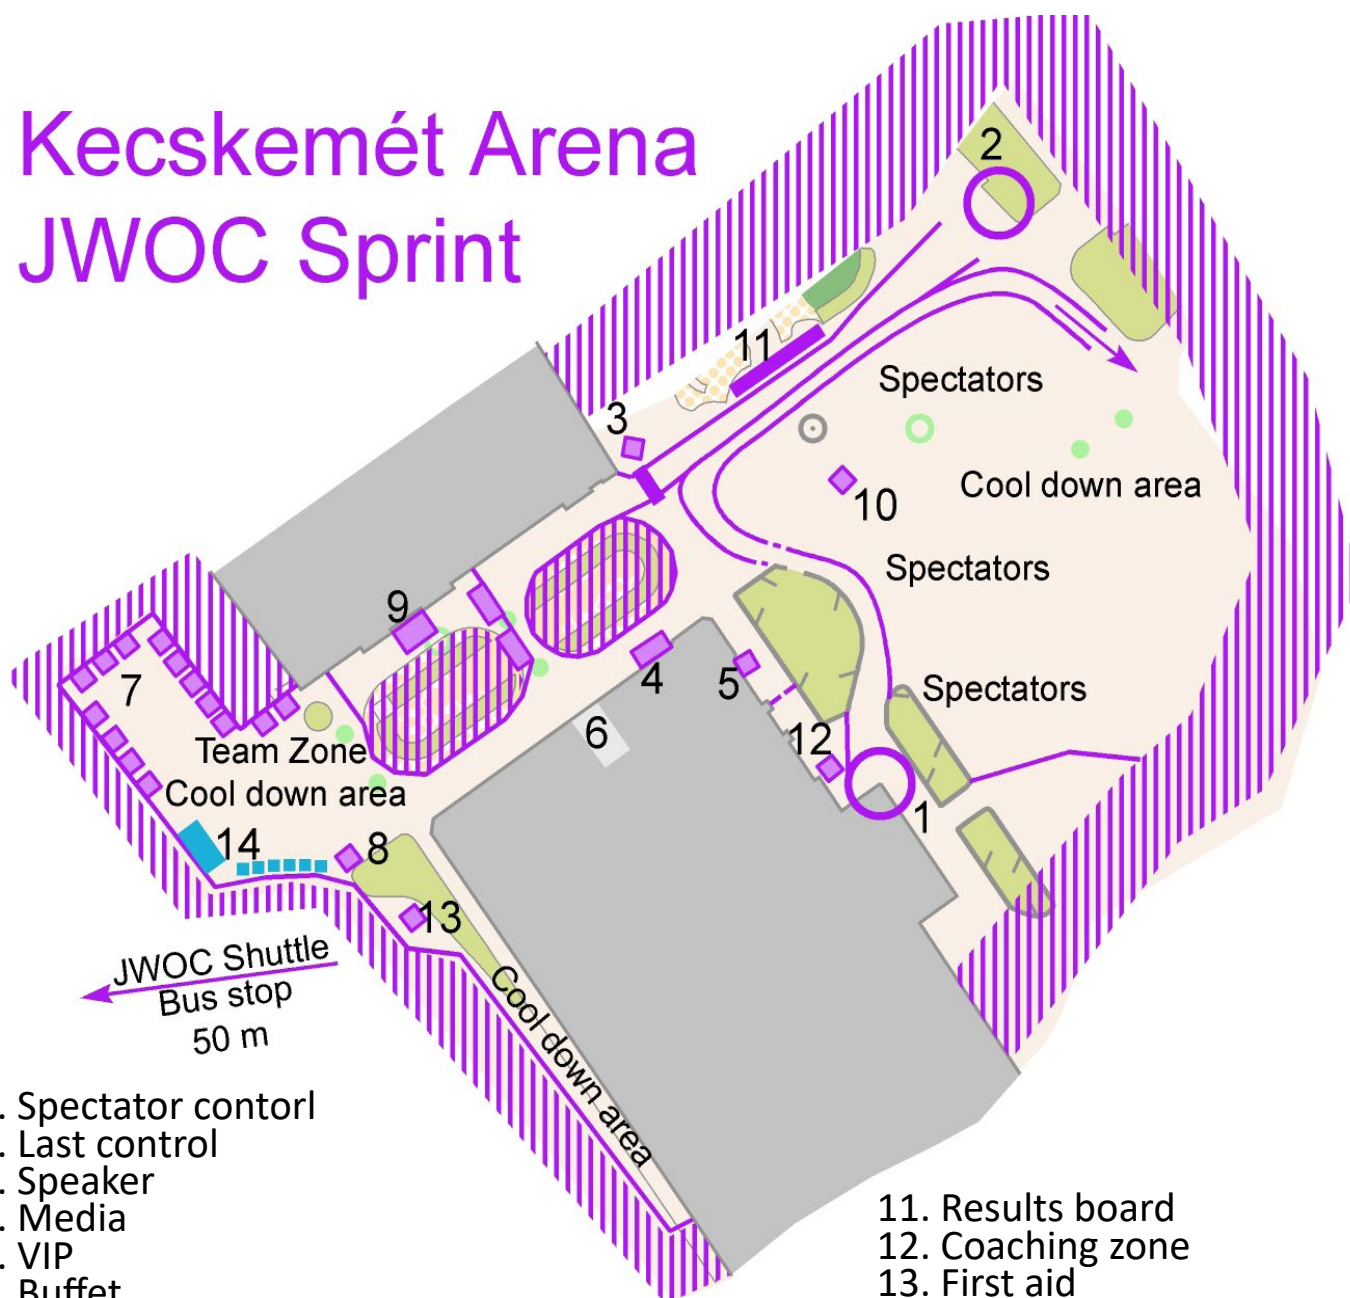 Kecskemét Arena
JWOC Sprint
2
11
3
Spectators
10
Cool down area
Spectators
9
4
5
Spectators
7
6
12
Team Zone
Cool down area
1
14
8
13
JWOC Shuttle
Bus stop
50 m
Cool down area
. Spectator contorl
. Last control
. Speaker
. Media
. VIP
Buffet
11. Results board
12. Coaching zone
13. First aid